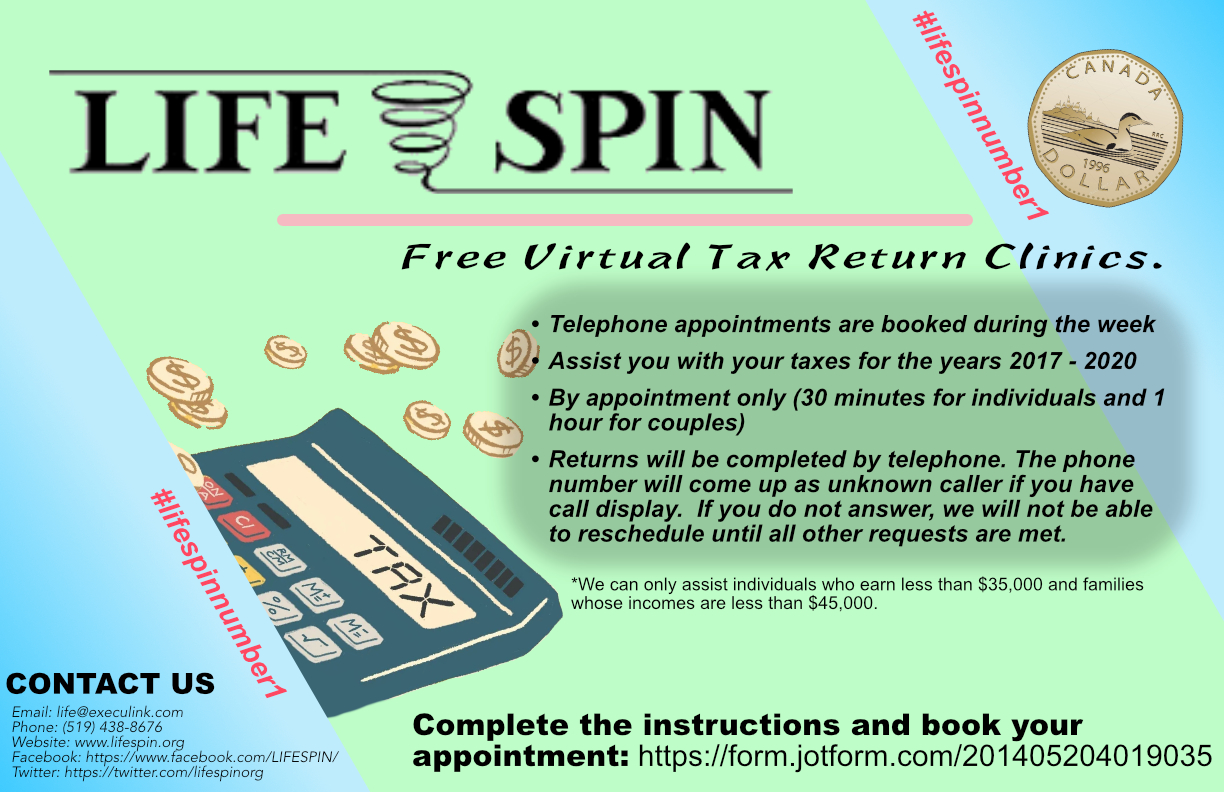 LIFE SPIN
#lifespinnumber1
CANADA
RRC
1996
DOLLAR
Free Virtual Tax Return Clinics.
• Telephone appointments are booked during the week
• Assist you with your taxes for the years 2017 - 2020
• By appointment only (30 minutes for individuals and 1
hour for couples)
• Returns will be completed by telephone. The phone
number will come up as unknown caller if you have
call display.  If you do not answer, we will not be able
to reschedule until all other requests are met.
*We can only assist individuals who earn less than $35,000 and families
whose incomes are less than $45,000.
TAX
CI
M±
%
M=
√
#lifespinnumber1
CONTACT US
Email: life@execulink.com
Phone: (519) 438-8676
Website: www.lifespin.org
Facebook: https://www.facebook.com/LIFESPIN/
Twitter: https://twitter.com/lifespinorg
Complete the instructions and book your
appointment: https://form.jotform.com/201405204019035